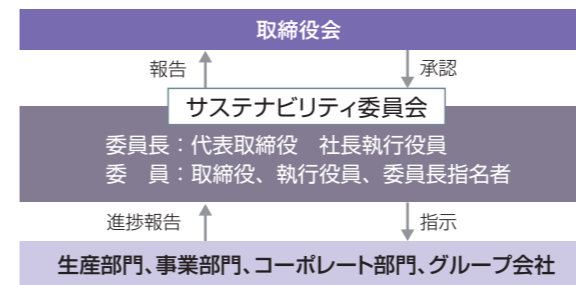 取締役会
報告
承認
サステナビリティ委員会
委員長：代表取締役　社長執行役員
委　員：取締役、執行役員、委員長指名者
進捗報告
指示
生産部門、事業部門、コーポレート部門、グループ会社